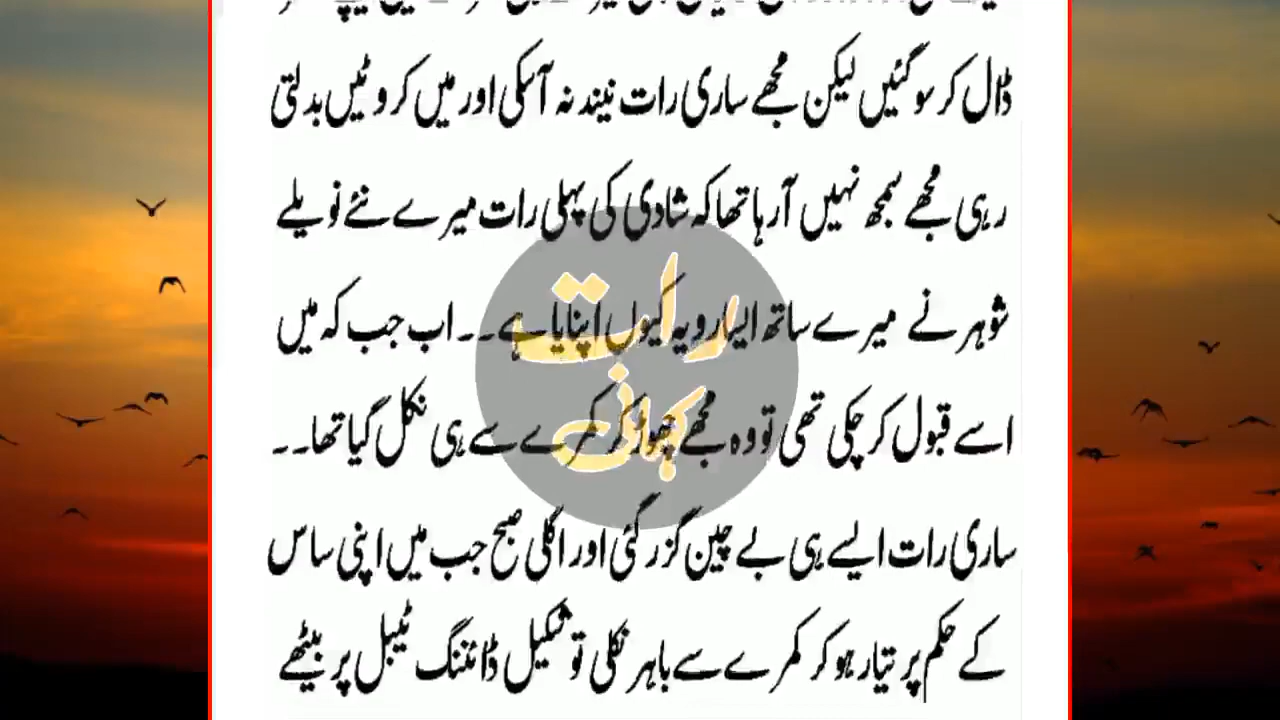 ڈال کر سو گئیں لیکن مجھے ساری رات نیند نہ آسکی اور میں کروٹیں بدلتی
رہی مجھے سمجھ نہیں آرہا تھا کہ شادی کی پہلی رات میرے نئے نویلے
شوہر نے میرے ساتھ ایسا رویہ کیوں اپنایا ہے۔۔ اب جب کہ میں
اسے قبول کر چکی تھی تو وہ مجھے چھوڑ کر کمرے سے ہی نکل گیا تھا۔۔
ساری رات ایسے ہی بے چین گزر گئی اور اگلی صبح جب میں اپنی ساس
کے حکم پر تیار ہو کر کمرے سے باہر نکلی تو شکیل ڈائننگ ٹیبل پر بیٹھے
رات
کہانی